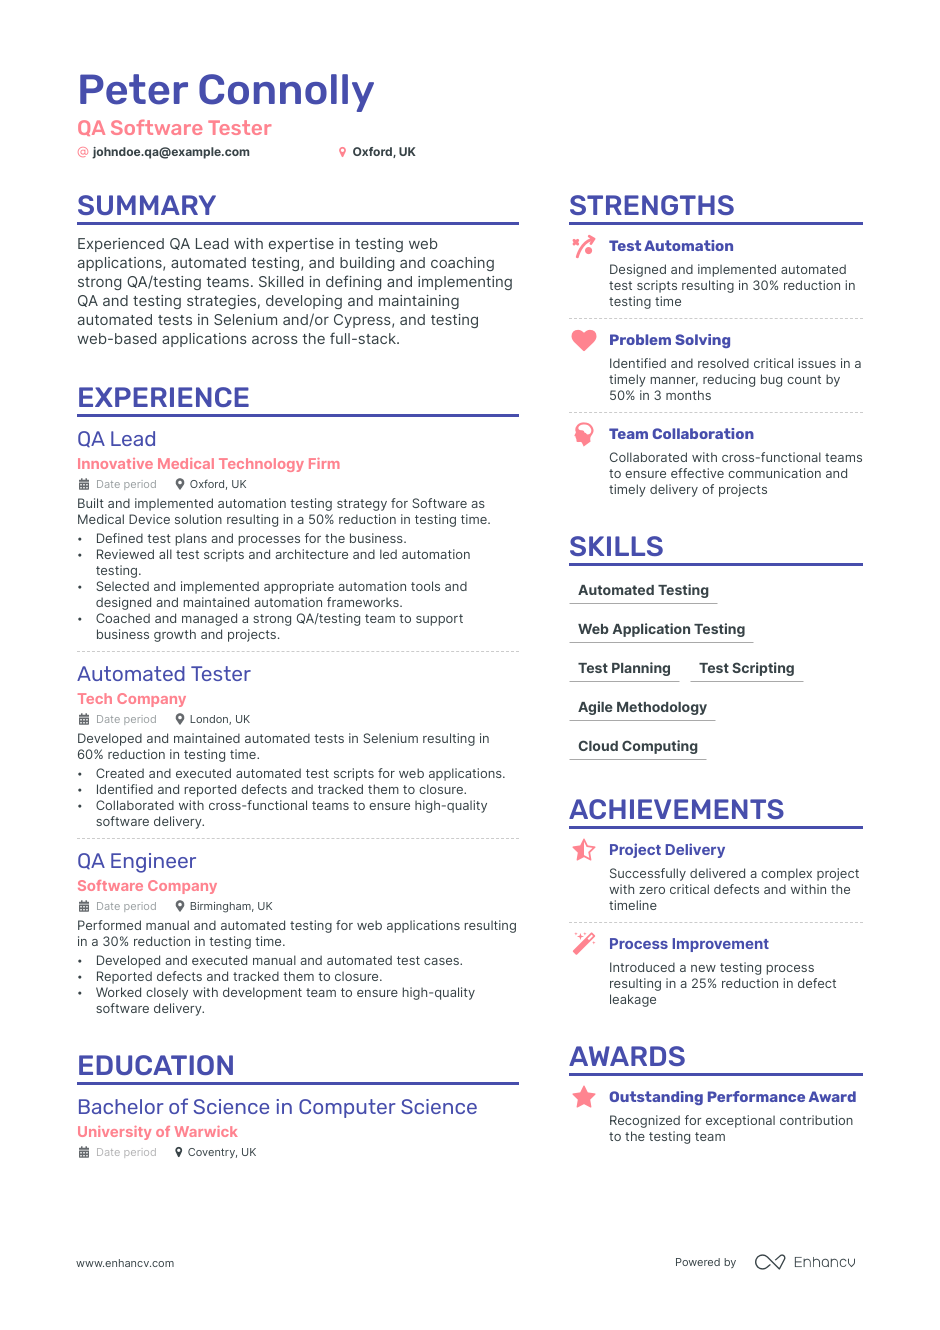 Peter Connolly
QA Software Tester
@ johndoe.qa@example.com
Oxford, UK
SUMMARY
Experienced QA Lead with expertise in testing web
applications, automated testing, and building and coaching
strong QA/testing teams. Skilled in defining and implementing
QA and testing strategies, developing and maintaining
automated tests in Selenium and/or Cypress, and testing
web-based applications across the full-stack.
EXPERIENCE
QA Lead
Innovative Medical Technology Firm
Date period
Oxford, UK
Built and implemented automation testing strategy for Software as
Medical Device solution resulting in a 50% reduction in testing time.
• Defined test plans and processes for the business.
• Reviewed all test scripts and architecture and led automation
testing.
• Selected and implemented appropriate automation tools and
designed and maintained automation frameworks.
• Coached and managed a strong QA/testing team to support
business growth and projects.
Automated Tester
Tech Company
Date period
London, UK
Developed and maintained automated tests in Selenium resulting in
60% reduction in testing time.
• Created and executed automated test scripts for web applications.
• Identified and reported defects and tracked them to closure.
• Collaborated with cross-functional teams to ensure high-quality
software delivery.
QA Engineer
Software Company
Date period
Birmingham, UK
Performed manual and automated testing for web applications resulting
in a 30% reduction in testing time.
• Developed and executed manual and automated test cases.
• Reported defects and tracked them to closure.
• Worked closely with development team to ensure high-quality
software delivery.
EDUCATION
Bachelor of Science in Computer Science
University of Warwick
Date period
Coventry, UK
STRENGTHS
Test Automation
Designed and implemented automated
test scripts resulting in 30% reduction in
testing time
Problem Solving
Identified and resolved critical issues in a
timely manner, reducing bug count by
50% in 3 months
Team Collaboration
Collaborated with cross-functional teams
to ensure effective communication and
timely delivery of projects
SKILLS
Automated Testing
Web Application Testing
Test Planning
Test Scripting
Agile Methodology
Cloud Computing
ACHIEVEMENTS
Project Delivery
Successfully delivered a complex project
with zero critical defects and within the
timeline
Process Improvement
Introduced a new testing process
resulting in a 25% reduction in defect
leakage
AWARDS
Outstanding Performance Award
Recognized for exceptional contribution
to the testing team
www.enhancv.com
Powered by
Enhancv